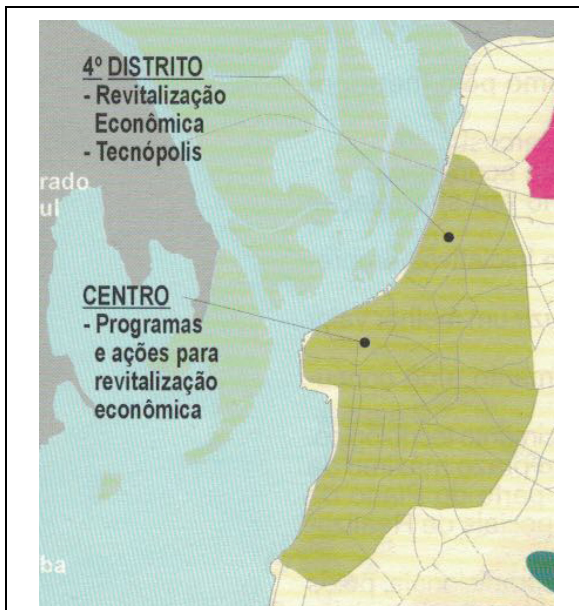 4º DISTRITO
- Revitalização
Econômica
- Tecnópolis
rado
ul
CENTRO
- Programas
e ações para
revitalização
econômica
ba